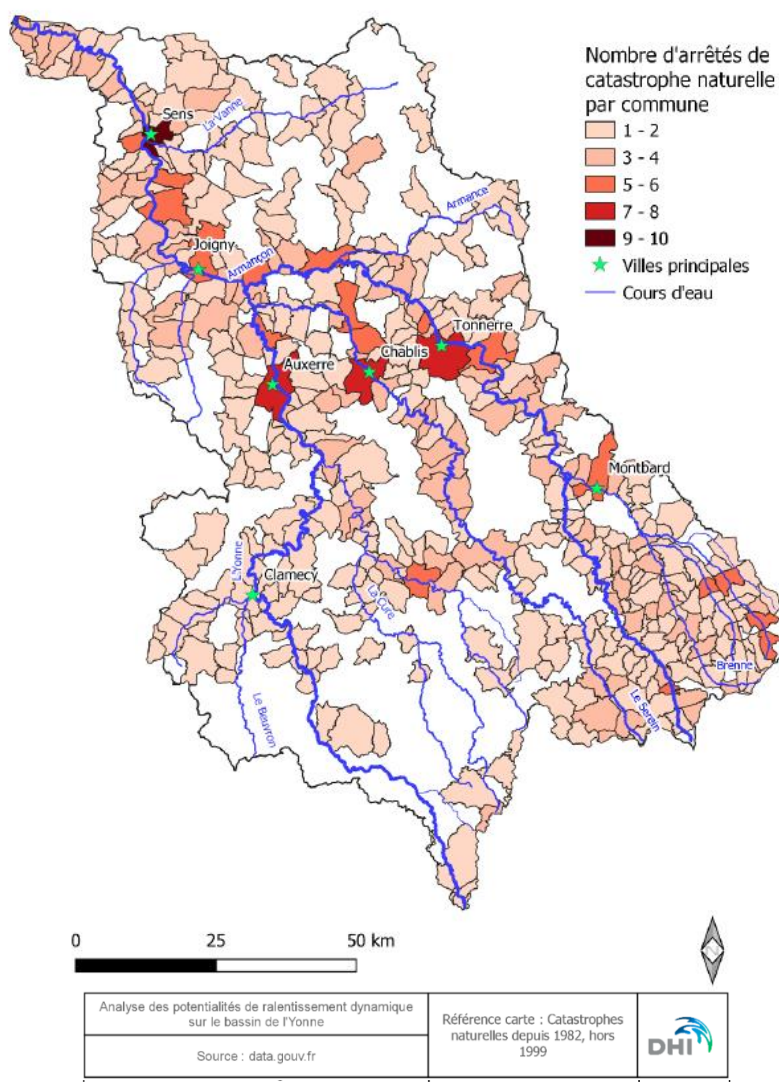 Nombre d'arrêtés de
catastrophe naturelle
par commune
1 - 2
3 - 4
5 - 6
7 - 8
9 - 10
Villes principales
Cours d'eau
Sens
La Vanne
Armance
Joigny
Armançon
Tonnerre
Chablis
Auxerre
Montbard
L'Yonne
Clamecy
La Cure
Brenne
Le Serein
Le Beuvron
0 25 50 km
N
Analyse des potentialités de ralentissement dynamique
sur le bassin de l'Yonne
Source : data.gouv.fr
Référence carte : Catastrophes
naturelles depuis 1982, hors
1999
DHI